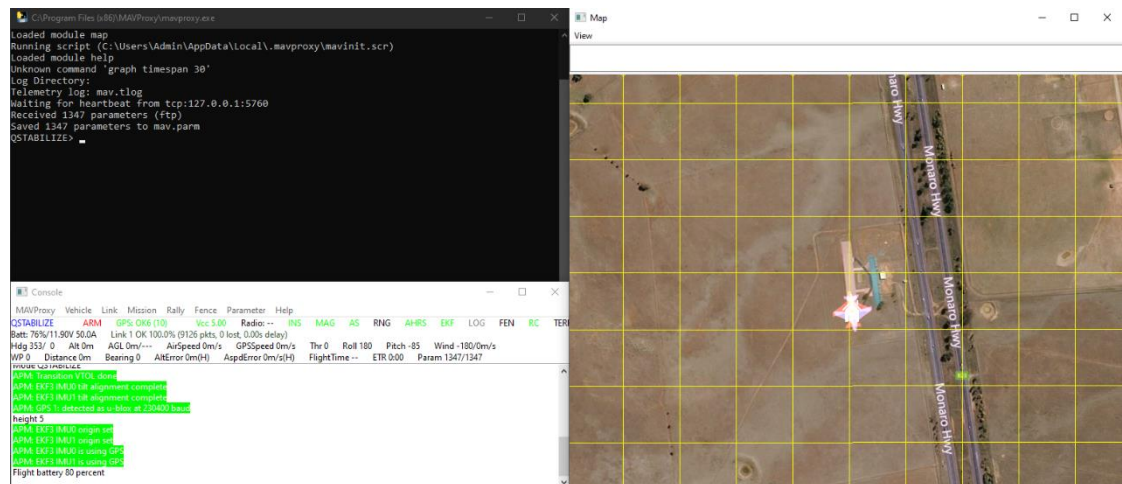 C:\Program Files (x86)\MAVProxy\mavproxy.exe
Loaded module map
Running script (C:\Users\Admin\AppData\Local\.mavproxy\mavinit.scr)
Loaded module help
Unknown command 'graph timespan 30'
Log Directory:
Telemetry log: mav.tlog
Waiting for heartbeat from tcp:127.0.0.1:5760
Received 1347 parameters (ftp)
Saved 1347 parameters to mav.parm
QSTABILIZE>
Console
MAVProxy Vehicle Link Mission Rally Fence Parameter Help
QSTABILIZE ARM GPS: OK6 (10) Vcc 5.00 Radio: -- INS MAG AS RNG AHRS EKF LOG FEN RC TERI
Batt: 76%/11.90V 50.0A Link 1 OK 100.0% (9126 pkts, 0 lost, 0.00s delay)
Hdg 353/ 0 Alt 0m AGL 0m/--- AirSpeed 0m/s GPSSpeed 0m/s Thr 0 Roll 180 Pitch -85 Wind -180/0m/s
WP 0 Distance 0m Bearing 0 AltError 0m(H) AspdError 0m/s(H) FlightTime -- ETR 0:00 Param 1347/1347
Mode QSTABILIZE
APM: Transition VTOL done
APM: EKF3 IMU0 tilt alignment complete
APM: EKF3 IMU1 tilt alignment complete
APM: GPS 1: detected as u-blox at 230400 baud
height 5
APM: EKF3 IMU0 origin set
APM: EKF3 IMU1 origin set
APM: EKF3 IMU0 is using GPS
APM: EKF3 IMU1 is using GPS
Flight battery 80 percent
Map
View
naro Hwy
Monaro Hwy
Monaro Hwy
Monaro Hwy